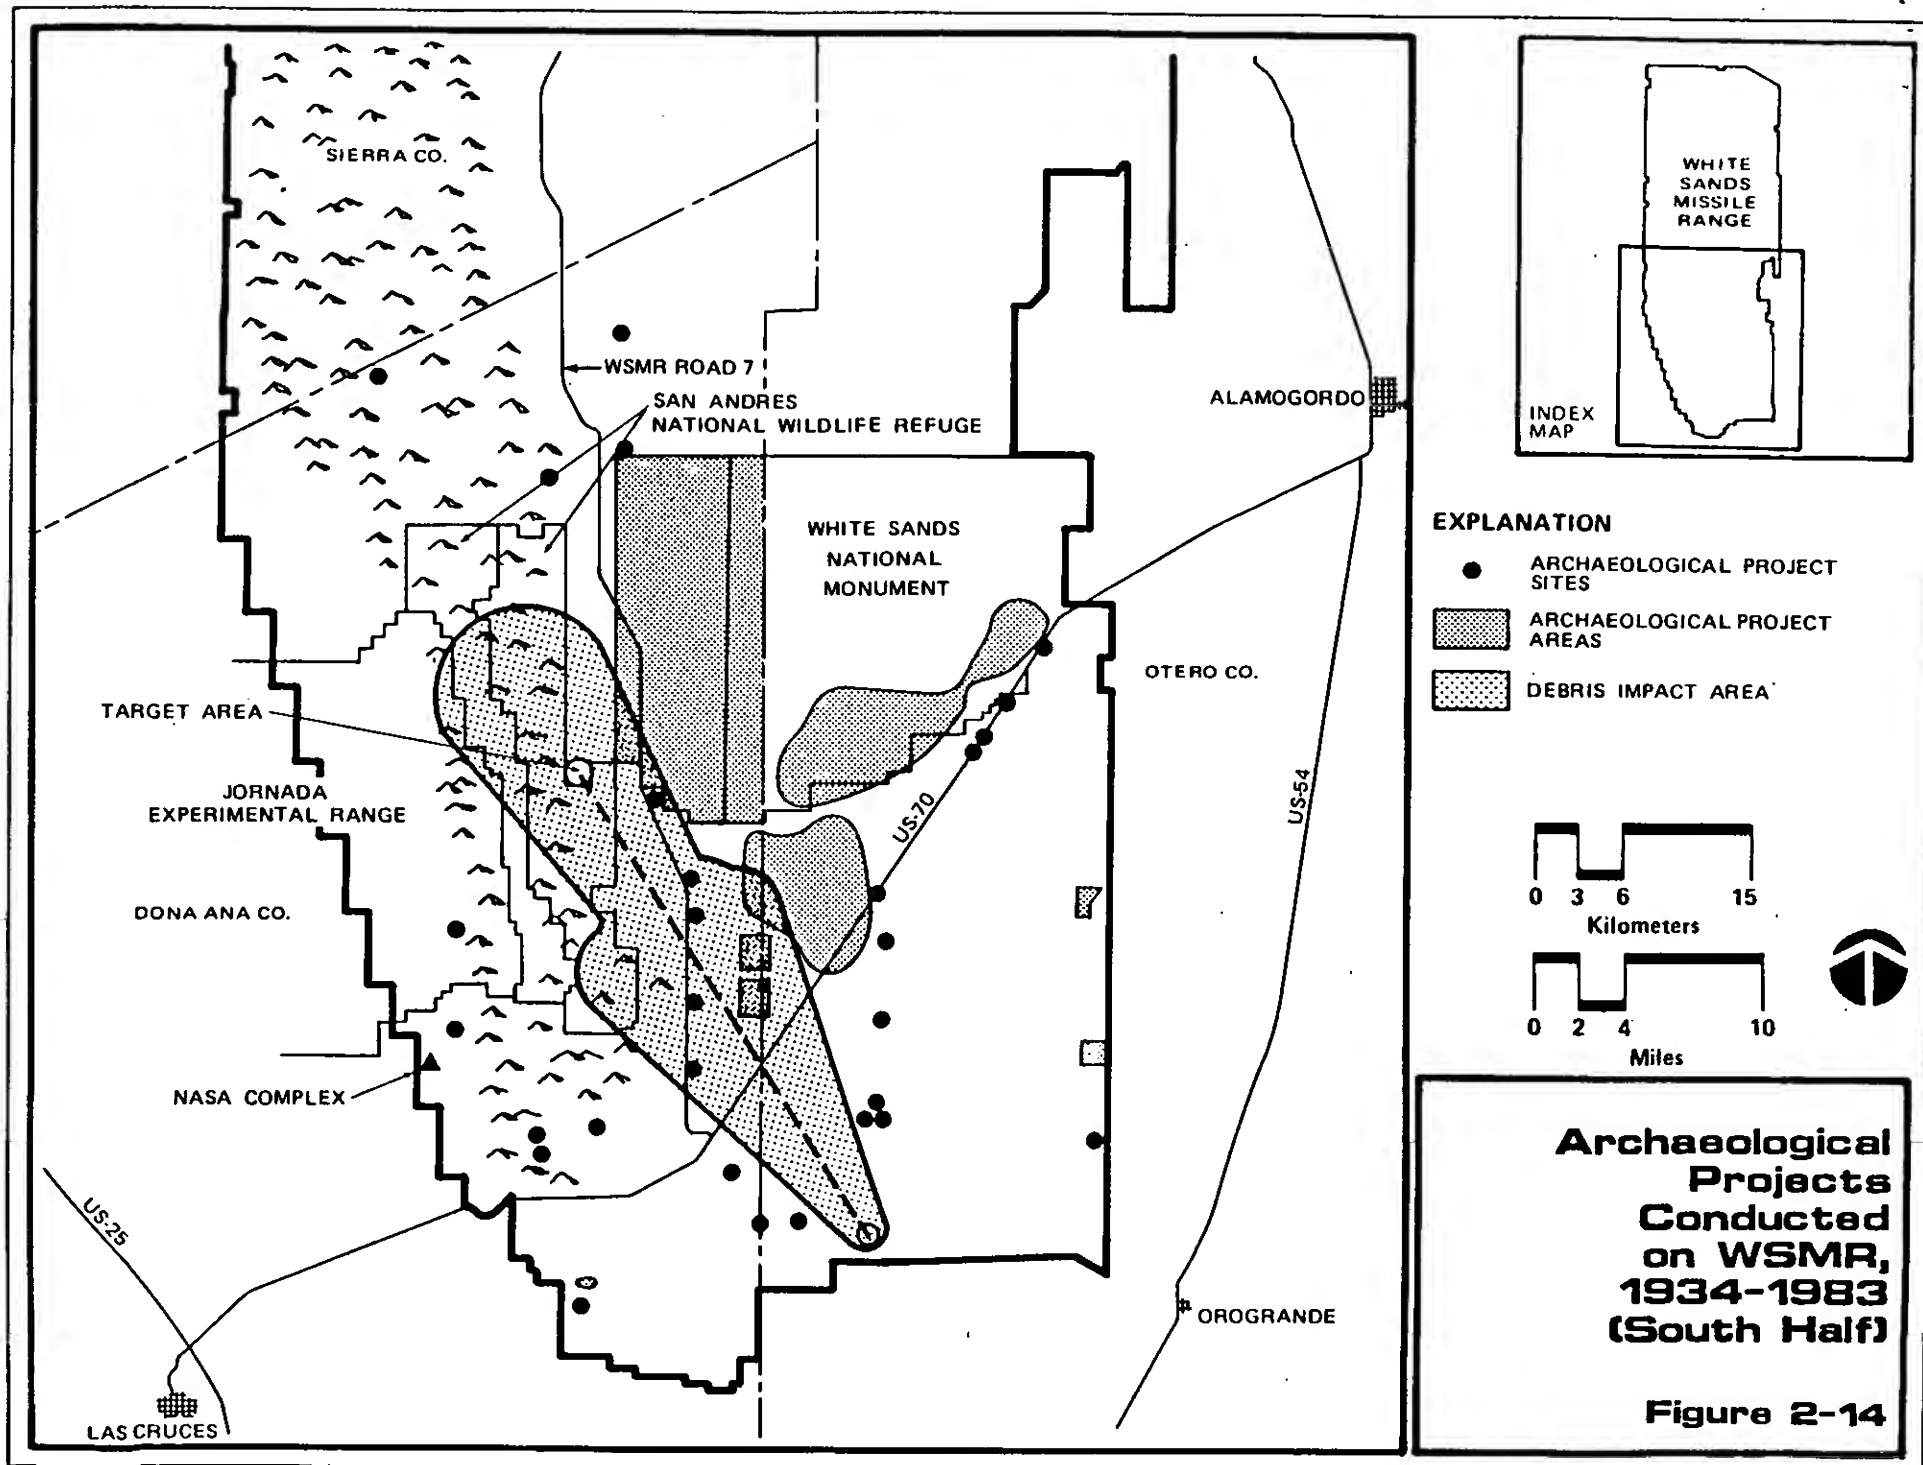 SIERRA CO.
WSMR ROAD 7
SAN ANDRES
NATIONAL WILDLIFE REFUGE
ALAMOGORDO
WHITE SANDS
NATIONAL
MONUMENT
OTERO CO.
TARGET AREA
JORNADA
EXPERIMENTAL RANGE
US-70
US-54
DONA ANA CO.
NASA COMPLEX
US-25
OROGRANDE
LAS CRUCES
WHITE
SANDS
MISSILE
RANGE
INDEX
MAP
EXPLANATION
ARCHAEOLOGICAL PROJECT
SITES
ARCHAEOLOGICAL PROJECT
AREAS
DEBRIS IMPACT AREA
0 3 6 15
Kilometers
0 2 4 10
Miles
Archaeological
Projects
Conducted
on WSMR,
1934-1983
(South Half)
Figure 2-14